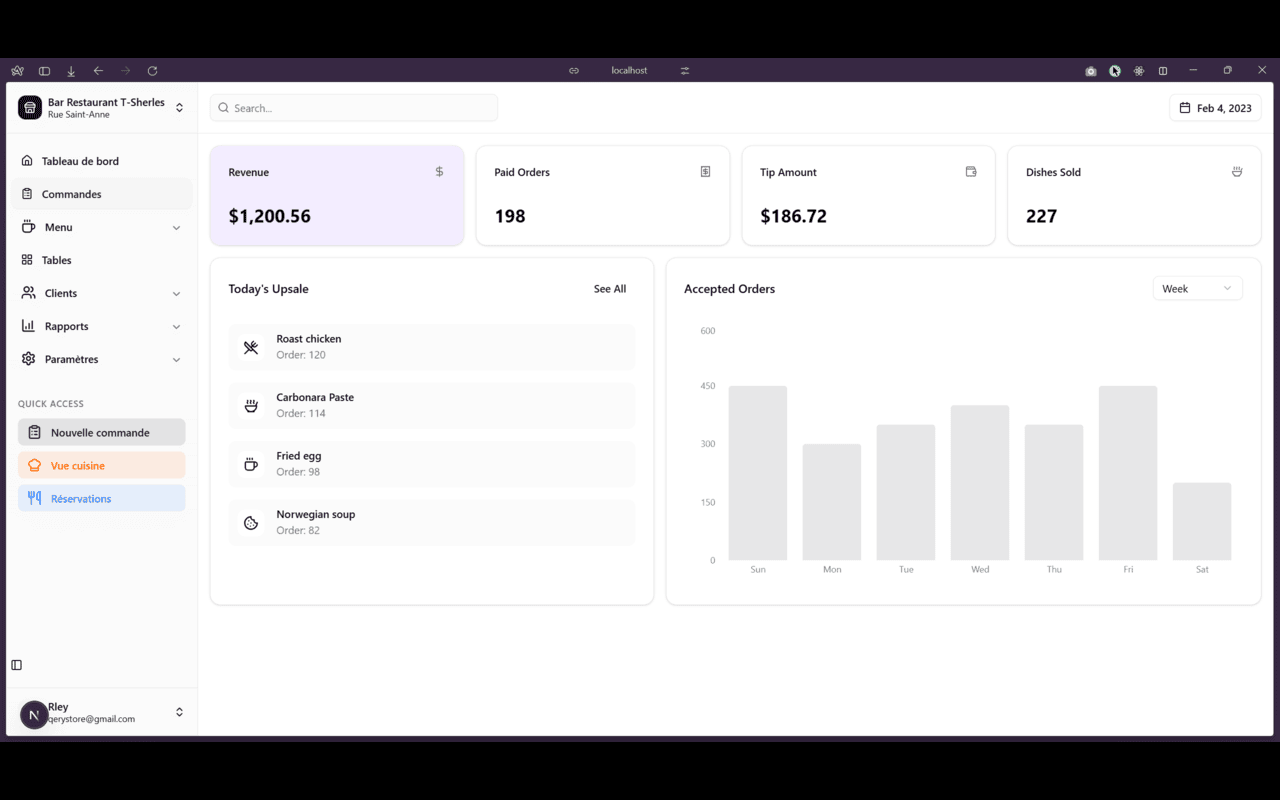 localhost
Bar Restaurant T-Sherles
Rue Saint-Anne
Search...
Feb 4, 2023
Tableau de bord
Commandes
Menu
Tables
Clients
Rapports
Paramètres
QUICK ACCESS
Nouvelle commande
Vue cuisine
Réservations
N
Rley
qerystore@gmail.com
Revenue
$
$1,200.56
Paid Orders
198
Tip Amount
$186.72
Dishes Sold
227
Today's Upsale
See All
Roast chicken
Order: 120
Carbonara Paste
Order: 114
Fried egg
Order: 98
Norwegian soup
Order: 82
Accepted Orders
Week
600
450
300
150
0
Sun Mon Tue Wed Thu Fri Sat